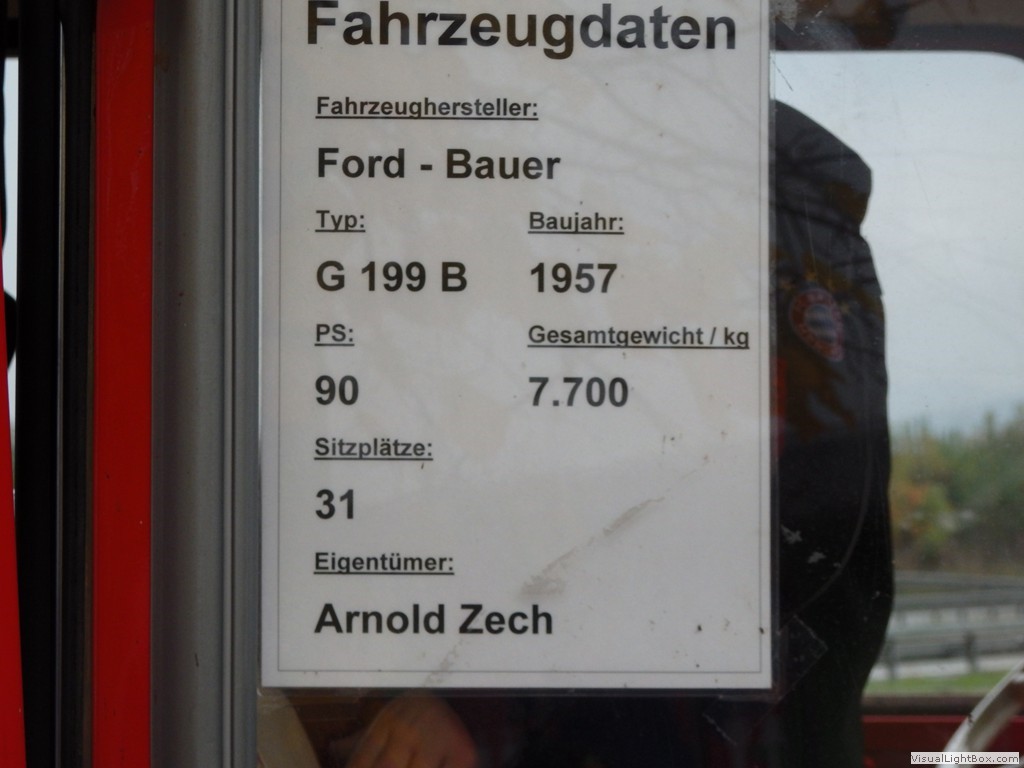 Fahrzeugdaten
Fahrzeughersteller:
Ford - Bauer
Typ: Baujahr:
G 199 B 1957
PS: Gesamtgewicht / kg
90 7.700
Sitzplätze:
31
Eigentümer:
Arnold Zech
VisualLightBox.com